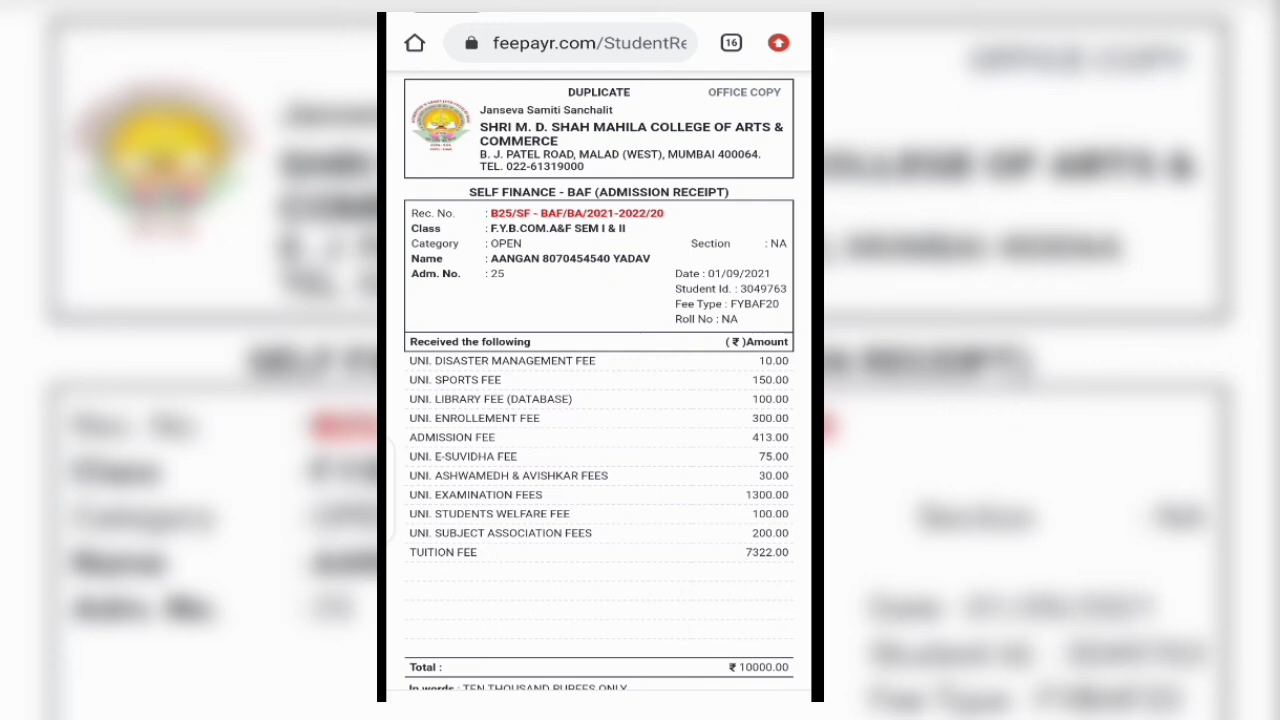 feepayr.com/StudentRe
16
DUPLICATE OFFICE COPY
Janseva Samiti Sanchalit
SHRI M. D. SHAH MAHILA COLLEGE OF ARTS &
COMMERCE
B. J. PATEL ROAD, MALAD (WEST), MUMBAI 400064.
TEL. 022-61319000
SELF FINANCE - BAF (ADMISSION RECEIPT)
Rec. No. : B25/SF - BAF/BA/2021-2022/20
Class : F.Y.B.COM.A&F SEM I & II
Category : OPEN Section : NA
Name : AANGAN 8070454540 YADAV
Adm. No. : 25 Date : 01/09/2021
Student Id. : 3049763
Fee Type : FYBAF20
Roll No : NA
Received the following ( ₹ )Amount
UNI. DISASTER MANAGEMENT FEE 10.00
UNI. SPORTS FEE 150.00
UNI. LIBRARY FEE (DATABASE) 100.00
UNI. ENROLLEMENT FEE 300.00
ADMISSION FEE 413.00
UNI. E-SUVIDHA FEE 75.00
UNI. ASHWAMEDH & AVISHKAR FEES 30.00
UNI. EXAMINATION FEES 1300.00
UNI. STUDENTS WELFARE FEE 100.00
UNI. SUBJECT ASSOCIATION FEES 200.00
TUITION FEE 7322.00
Total : ₹ 10000.00
In words : TEN THOUSAND RUPEES ONLY